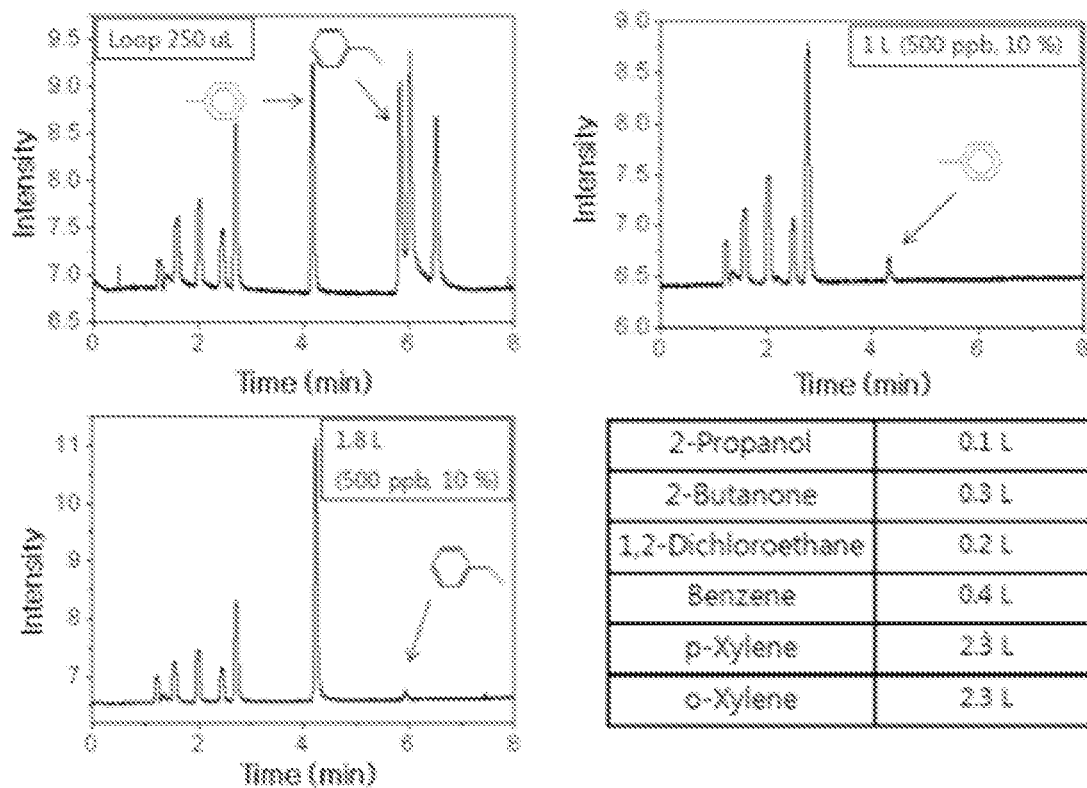 Loop 250 uL
Intensity
9.5
9.0
8.5
8.0
7.5
7.0
6.5
0 2 4 6 8
Time (min)
1 L (500 ppb, 10 %)
Intensity
9.0
8.5
8.0
7.5
7.0
6.5
6.0
0 2 4 6 8
Time (min)
1.8 L
(500 ppb, 10 %)
Intensity
11
10
9
8
7
0 2 4 6 8
Time (min)
2-Propanol 0.1 L
2-Butanone 0.3 L
1,2-Dichloroethane 0.2 L
Benzene 0.4 L
p-Xylene 2.3 L
o-Xylene 2.3 L